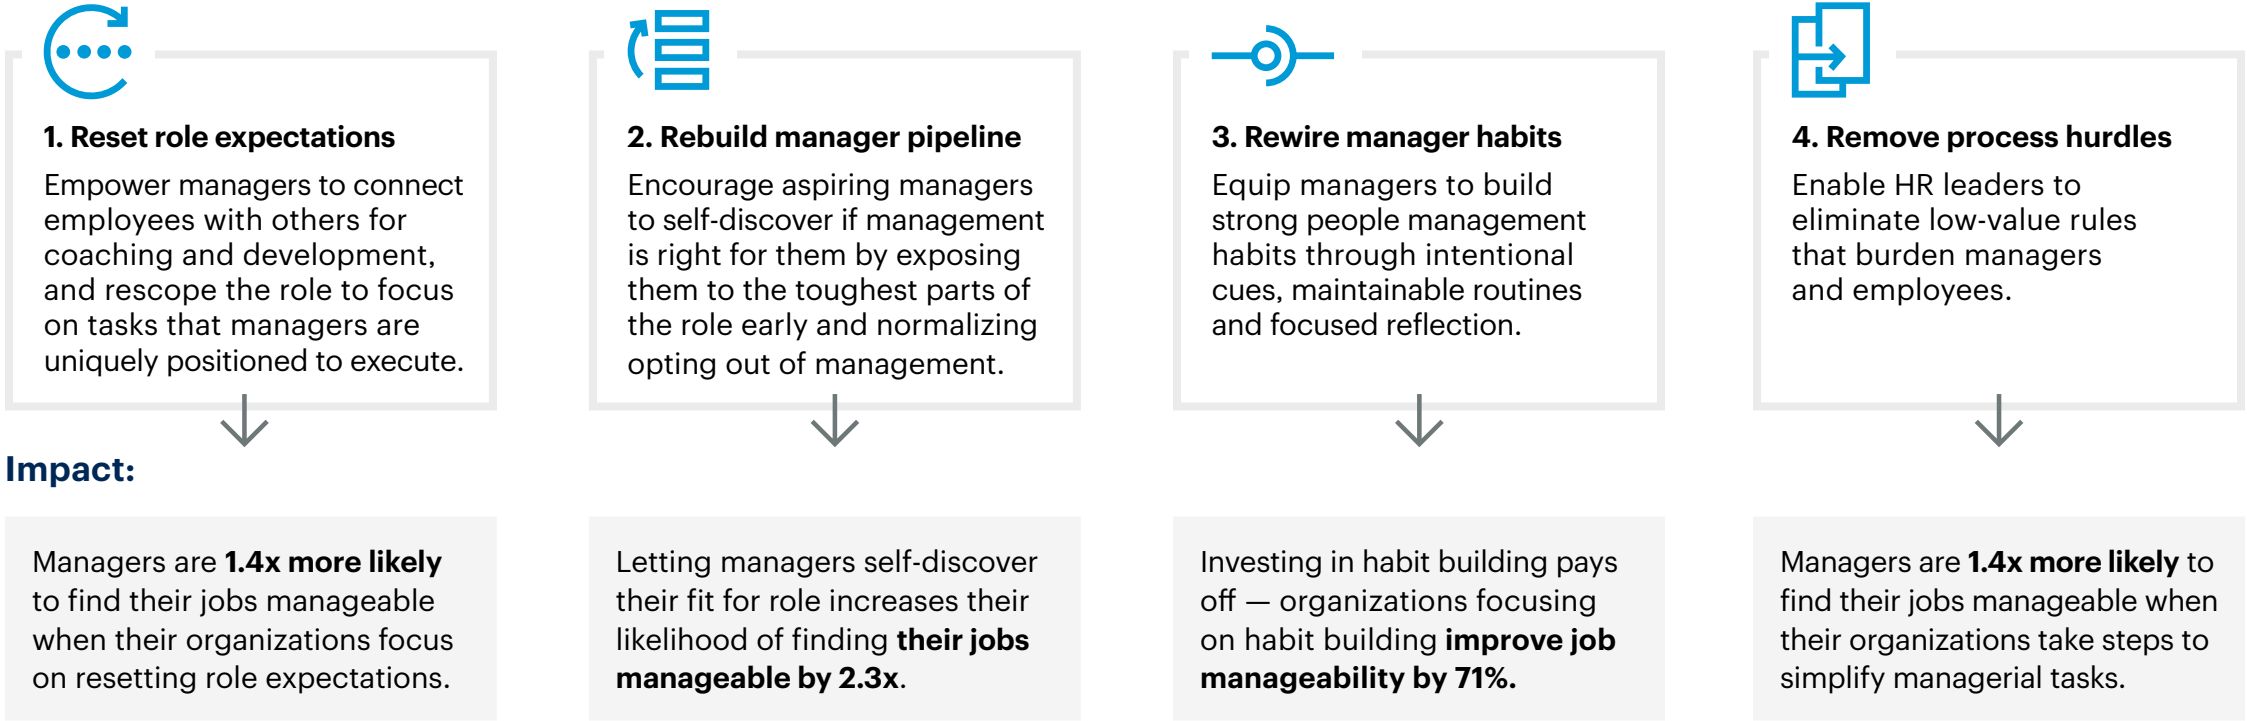 1. Reset role expectations
Empower managers to connect
employees with others for
coaching and development,
and rescope the role to focus
on tasks that managers are
uniquely positioned to execute.
2. Rebuild manager pipeline
Encourage aspiring managers
to self-discover if management
is right for them by exposing
them to the toughest parts of
the role early and normalizing
opting out of management.
3. Rewire manager habits
Equip managers to build
strong people management
habits through intentional
cues, maintainable routines
and focused reflection.
4. Remove process hurdles
Enable HR leaders to
eliminate low-value rules
that burden managers
and employees.
Impact:
Managers are 1.4x more likely
to find their jobs manageable
when their organizations focus
on resetting role expectations.
Letting managers self-discover
their fit for role increases their
likelihood of finding their jobs
manageable by 2.3x.
Investing in habit building pays
off — organizations focusing
on habit building improve job
manageability by 71%.
Managers are 1.4x more likely to
find their jobs manageable when
their organizations take steps to
simplify managerial tasks.